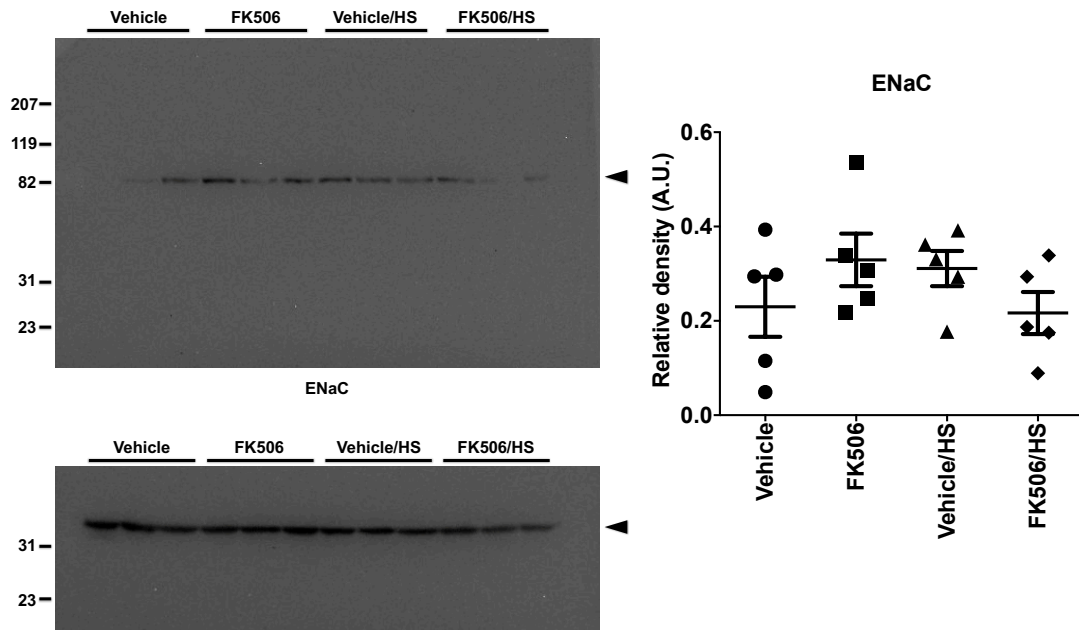 Vehicle FK506 Vehicle/HS FK506/HS
207
119
82
31
23
ENaC
Vehicle FK506 Vehicle/HS FK506/HS
31
23
ENaC
Relative density (A.U.)
0.6
0.4
0.2
0.0
Vehicle
FK506
Vehicle/HS
FK506/HS